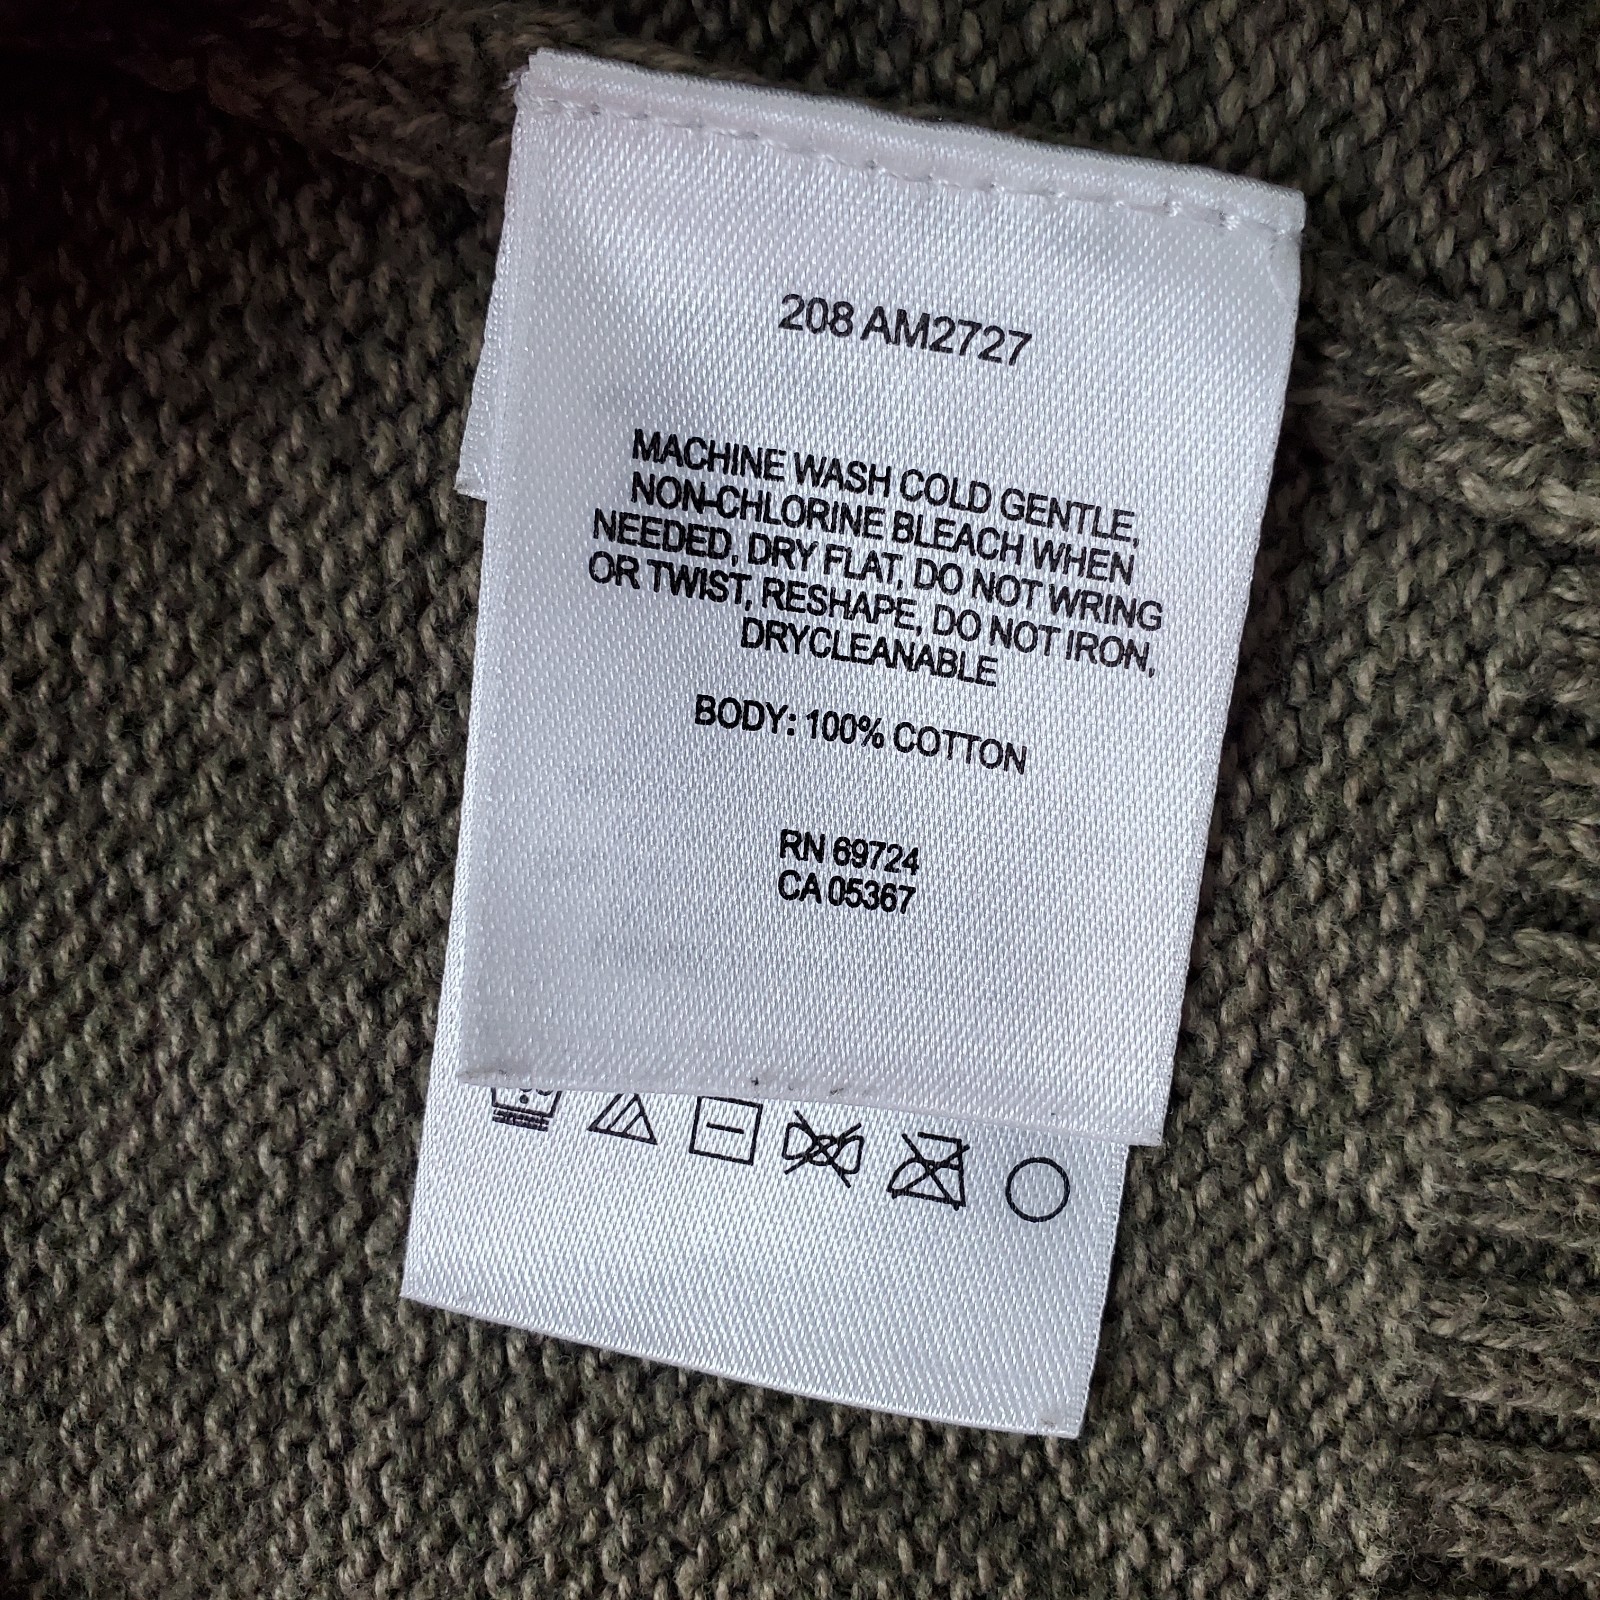 208 AM2727
MACHINE WASH COLD GENTLE,
NON-CHLORINE BLEACH WHEN
NEEDED, DRY FLAT, DO NOT WRING
OR TWIST, RESHAPE, DO NOT IRON,
DRYCLEANABLE
BODY: 100% COTTON
RN 69724
CA 05367